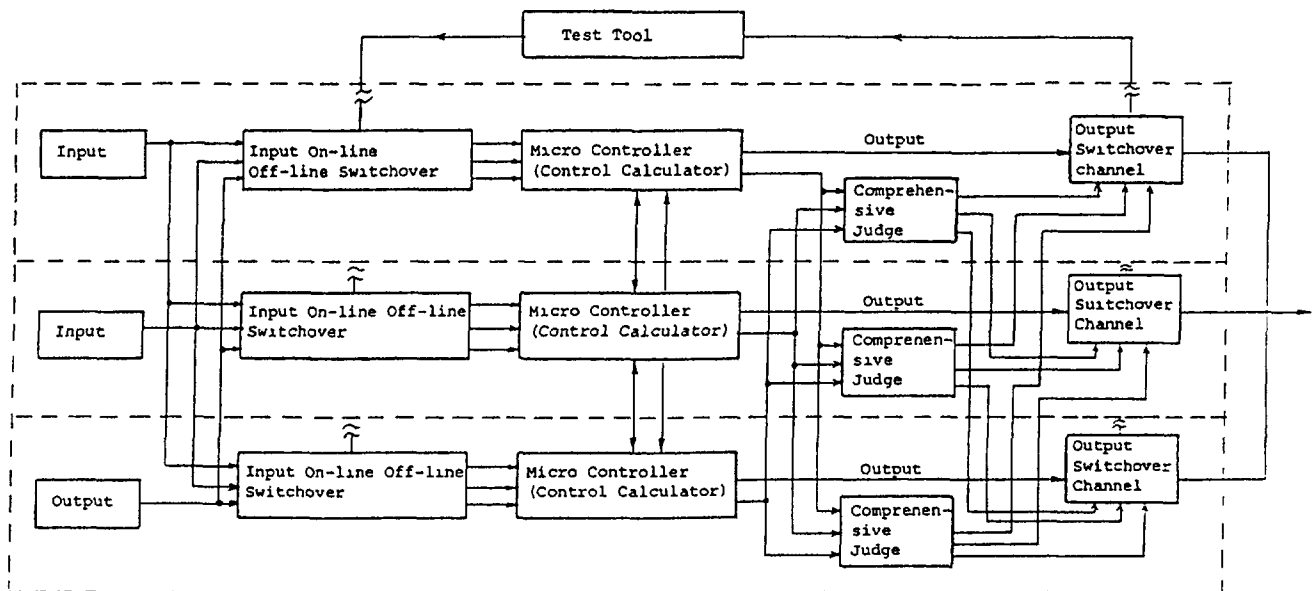 Test Tool
Input
Input On-line
Off-line Switchover
Micro Controller
(Control Calculator)
Output
Output
Switchover
channel
Comprehen-
sive
Judge
Input
Input On-line Off-line
Switchover
Micro Controller
(Control Calculator)
Output
Output
Suitchover
Channel
Comprenen-
sive
Judge
Output
Input On-line Off-line
Switchover
Micro Controller
(Control Calculator)
Output
Output
Switchover
Channel
Comprenen-
sive
Judge